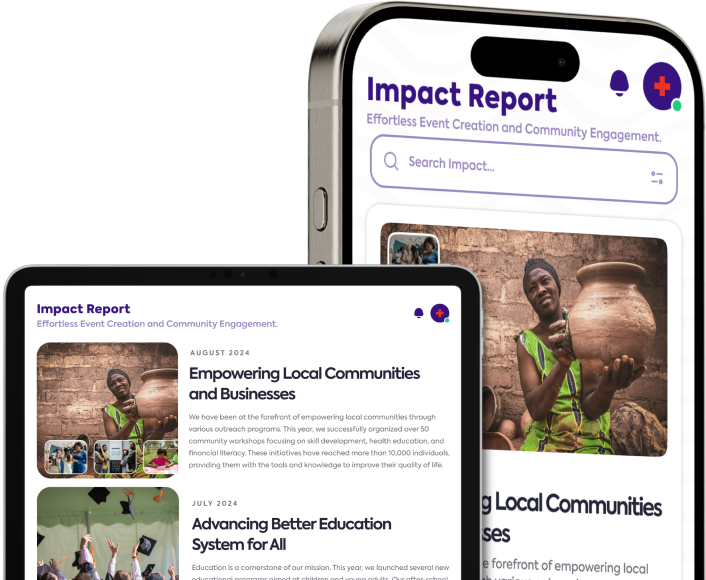 Impact Report
Effortless Event Creation and Community Engagement.
Search Impact...
g Local Communities
sses
e forefront of empowering local
Impact Report
Effortless Event Creation and Community Engagement.
AUGUST 2024
Empowering Local Communities
and Businesses
We have been at the forefront of empowering local communities through
various outreach programs. This year, we successfully organized over 50
community workshops focusing on skill development, health education, and
financial literacy. These initiatives have reached more than 10,000 individuals,
providing them with the tools and knowledge to improve their quality of life.
JULY 2024
Advancing Better Education
System for All
Education is a cornerstone of our mission. This year, we launched several new
educational programs aimed at children and young adults. Our after-school